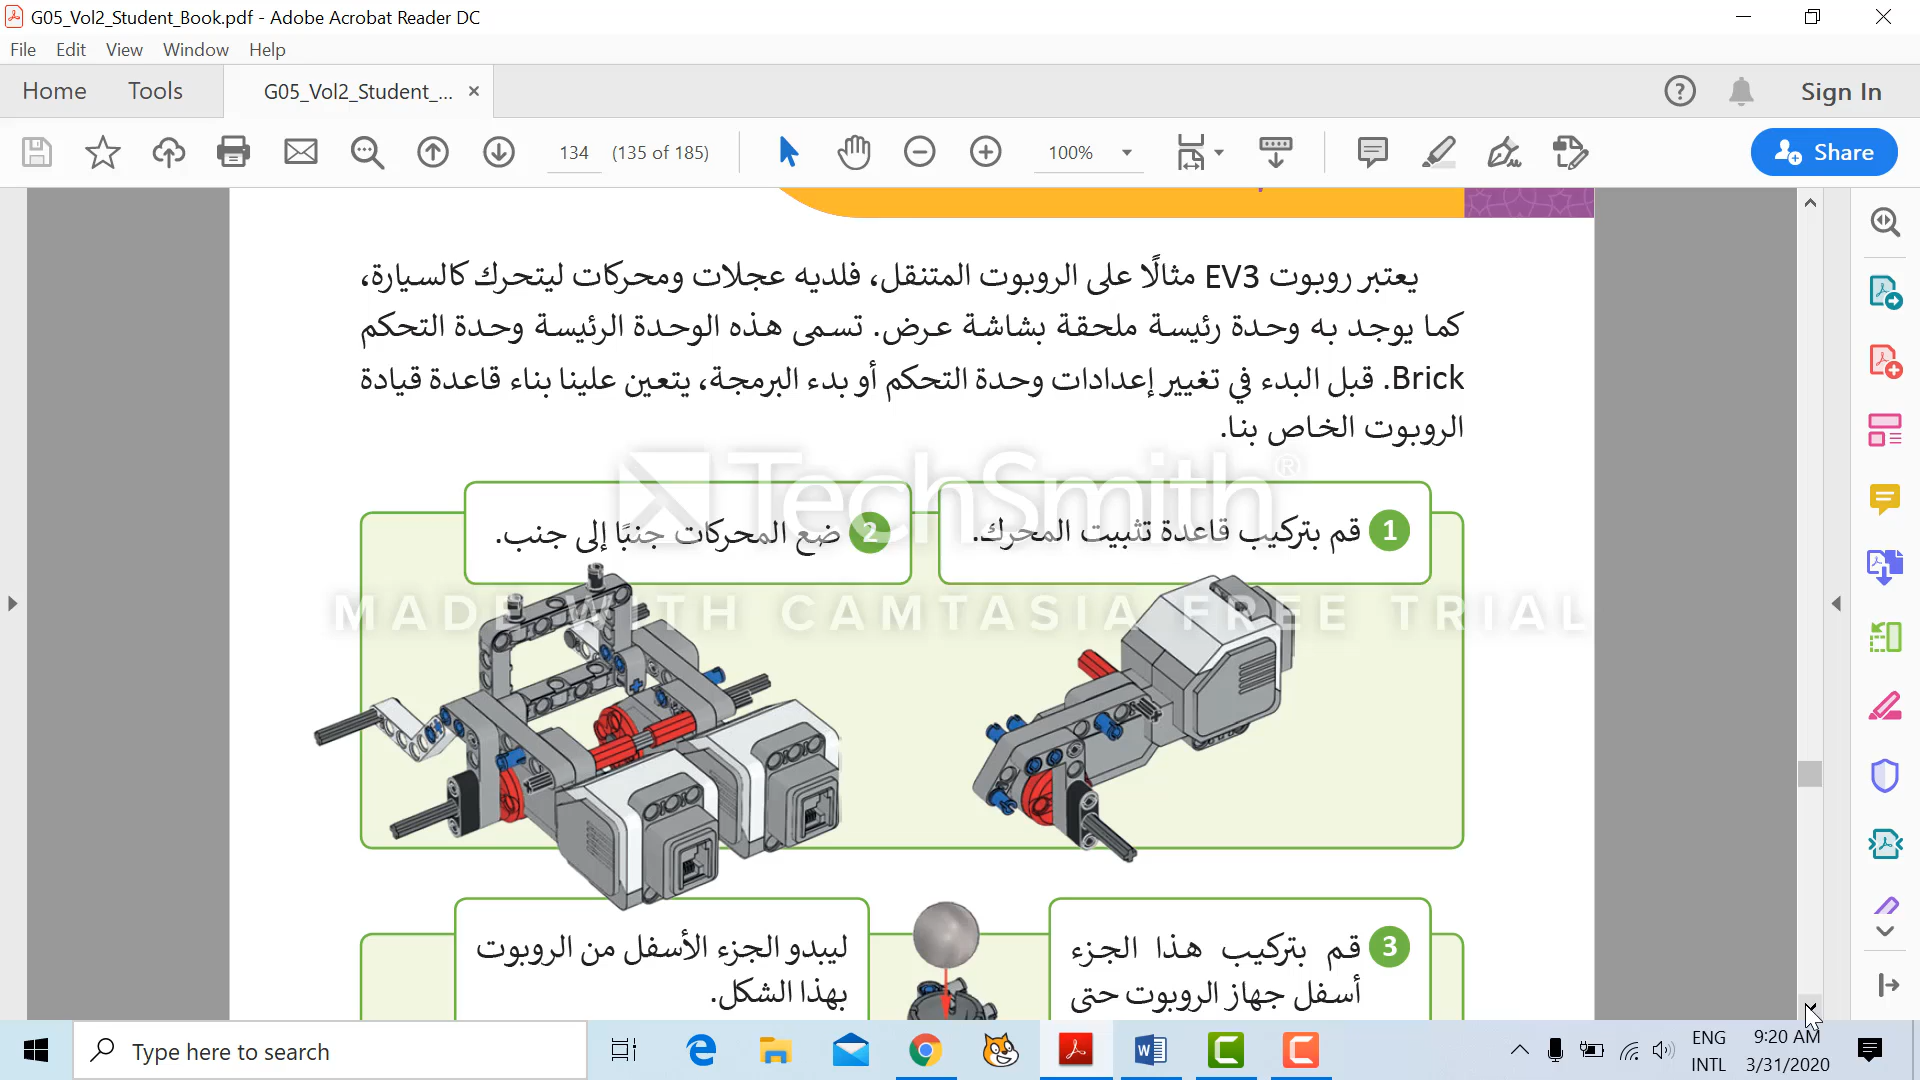 G05_Vol2_Student_Book.pdf - Adobe Acrobat Reader DC
File Edit View Window Help
Home Tools G05_Vol2_Student_... × Sign In
134 (135 of 185) 100% Share
يعتبر روبوت EV3 مثالًا على الروبوت المتنقل، فلديه عجلات ومحركات ليتحرك كالسيارة،
كما يوجد به وحدة رئيسة ملحقة بشاشة عرض. تسمى هذه الوحدة الرئيسة وحدة التحكم
Brick. قبل البدء في تغيير إعدادات وحدة التحكم أو بدء البرمجة، يتعين علينا بناء قاعدة قيادة
الروبوت الخاص بنا.
TechSmith®
1 قم بتركيب قاعدة تثبيت المحرك.
2 ضع المحركات جنبًا إلى جنب.
MADE WITH CAMTASIA FREE TRIAL
3 قم بتركيب هذا الجزء
أسفل جهاز الروبوت حتى
ليبدو الجزء الأسفل من الروبوت
بهذا الشكل.
Type here to search
ENG 9:20 AM
INTL 3/31/2020